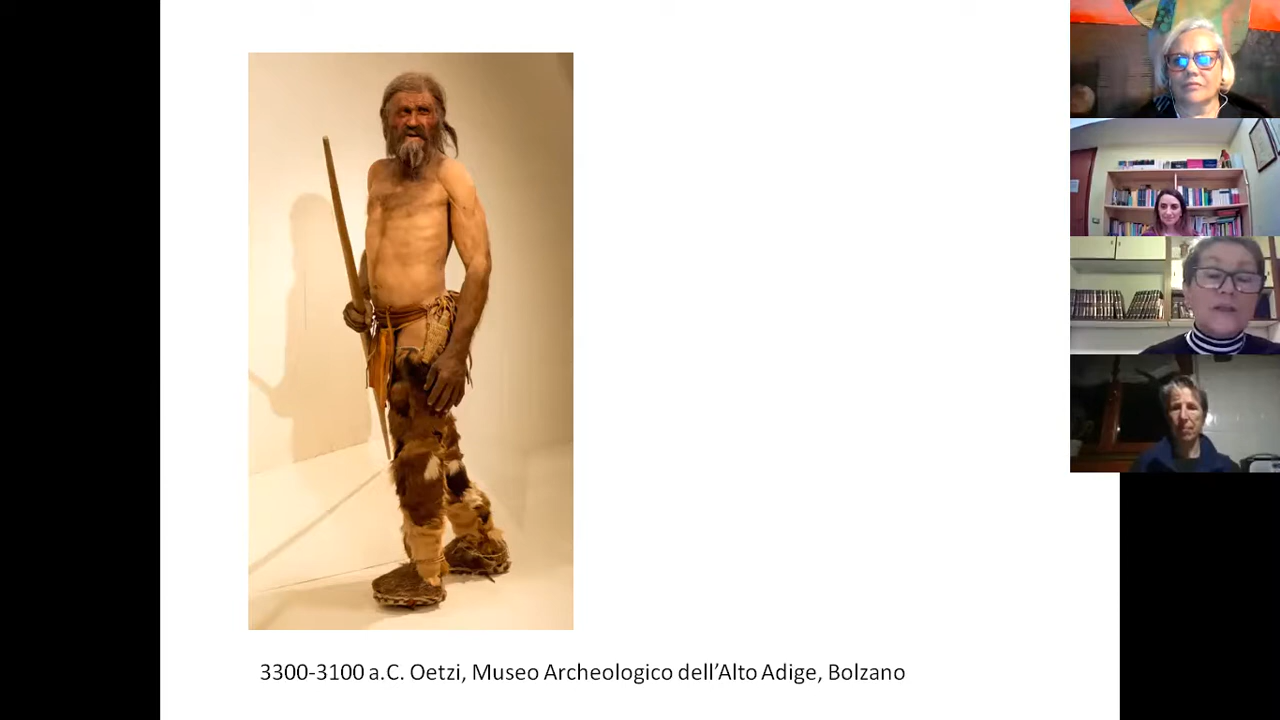 3300-3100 a.C. Oetzi, Museo Archeologico dell’Alto Adige, Bolzano